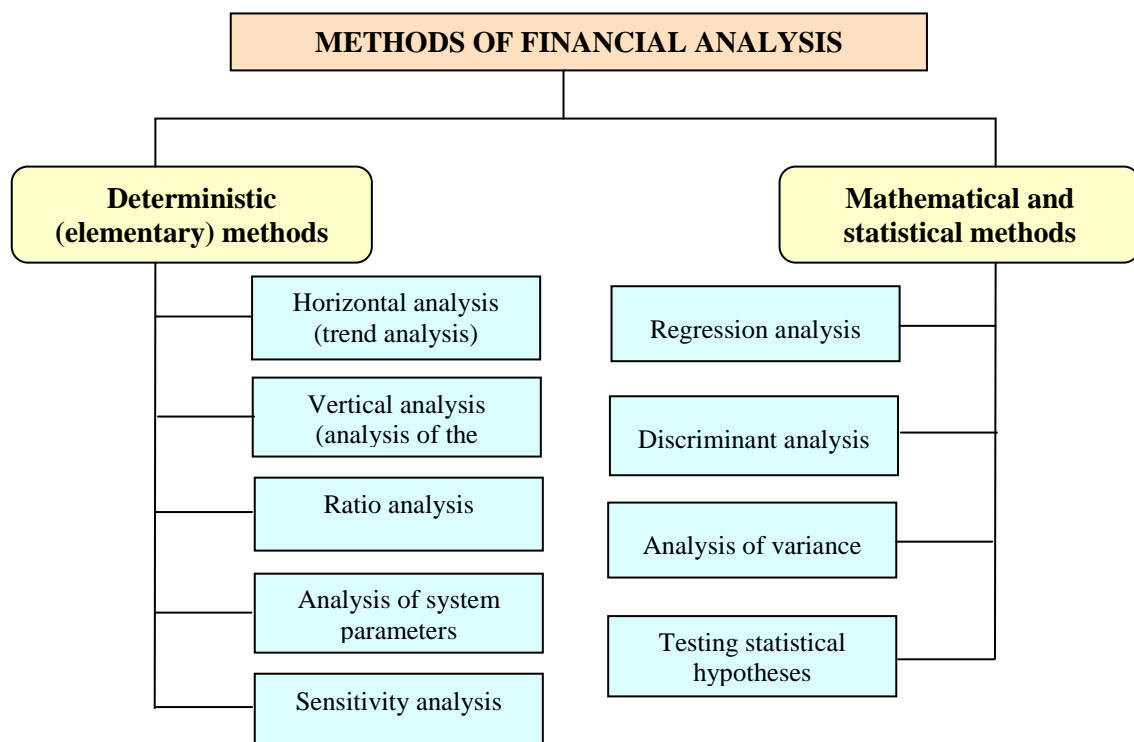 METHODS OF FINANCIAL ANALYSIS
Deterministic
(elementary) methods
Horizontal analysis
(trend analysis)
Vertical analysis
(analysis of the
Ratio analysis
Analysis of system
parameters
Sensitivity analysis
Mathematical and
statistical methods
Regression analysis
Discriminant analysis
Analysis of variance
Testing statistical
hypotheses